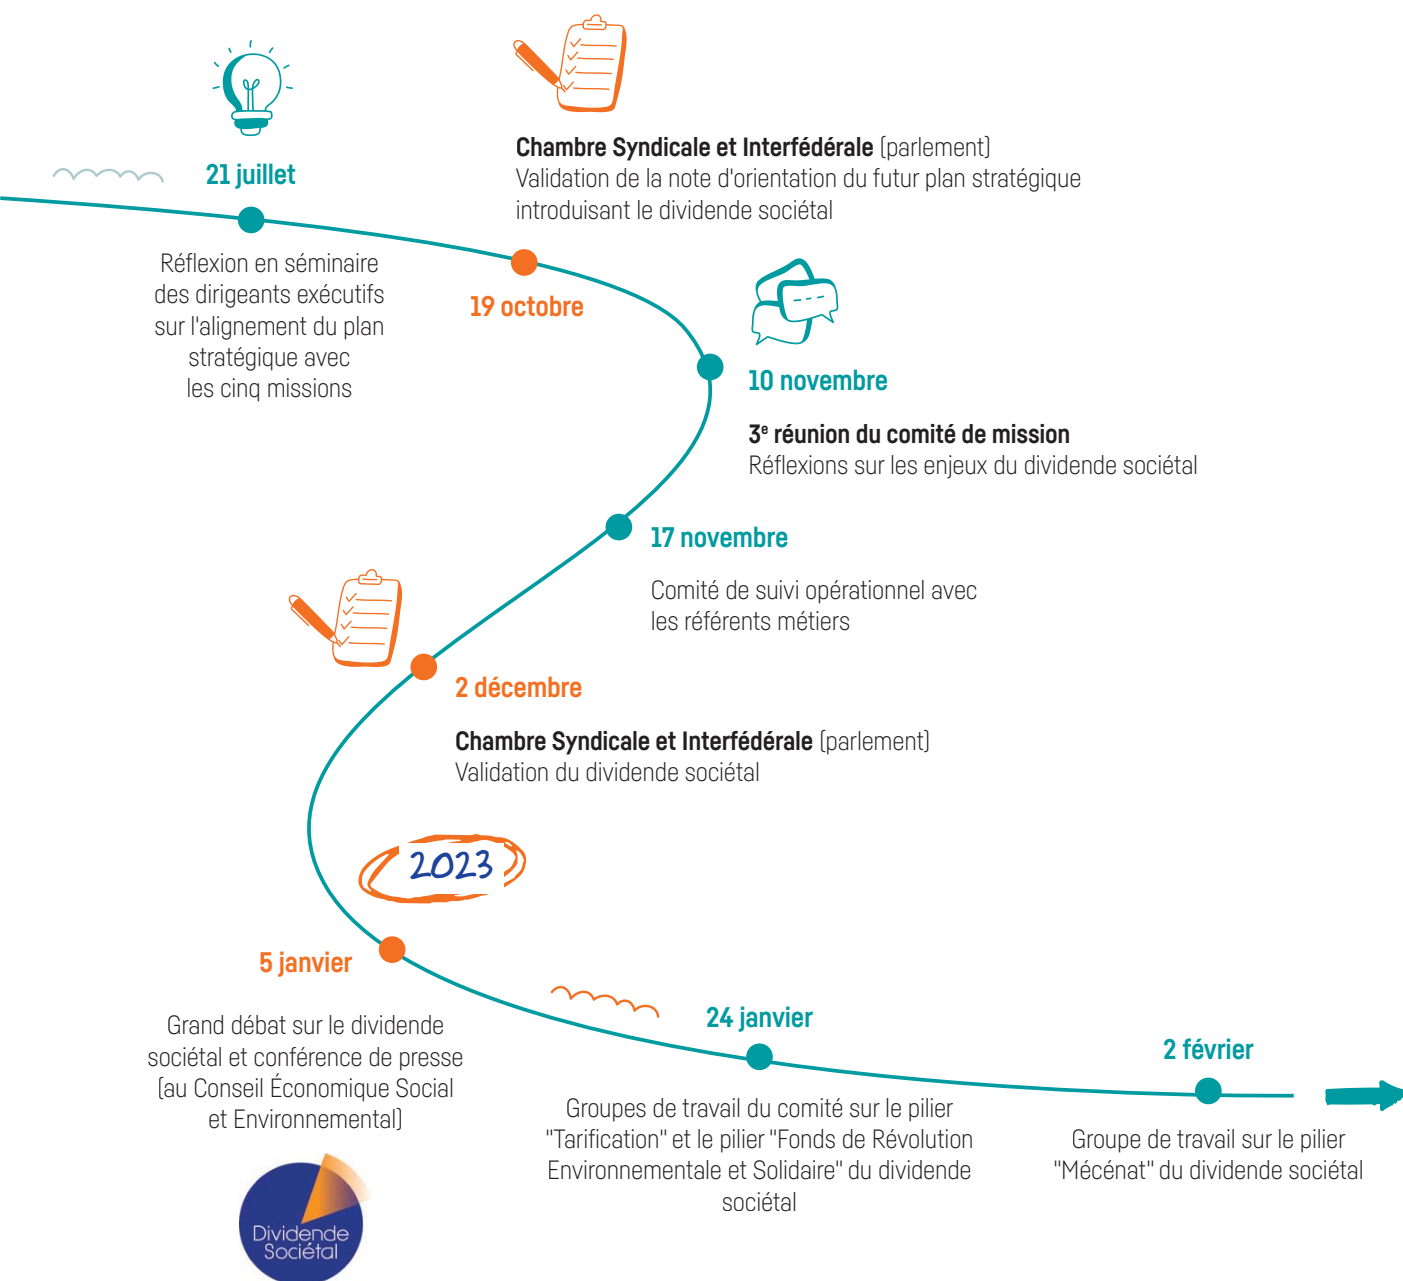 21 juillet
Réflexion en séminaire
des dirigeants exécutifs
sur l'alignement du plan
stratégique avec
les cinq missions
Chambre Syndicale et Interfédérale (parlement)
Validation de la note d'orientation du futur plan stratégique
introduisant le dividende sociétal
19 octobre
10 novembre
3e réunion du comité de mission
Réflexions sur les enjeux du dividende sociétal
17 novembre
Comité de suivi opérationnel avec
les référents métiers
2 décembre
Chambre Syndicale et Interfédérale (parlement)
Validation du dividende sociétal
2023
5 janvier
Grand débat sur le dividende
sociétal et conférence de presse
(au Conseil Économique Social
et Environnemental)
Dividende
Sociétal
24 janvier
Groupes de travail du comité sur le pilier
"Tarification" et le pilier "Fonds de Révolution
Environnementale et Solidaire" du dividende
sociétal
2 février
Groupe de travail sur le pilier
"Mécénat" du dividende sociétal